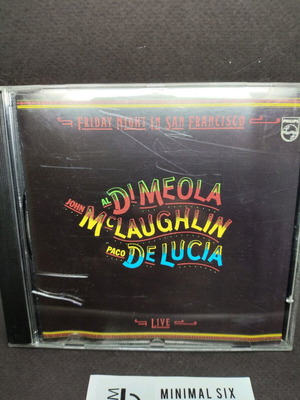 FRIDAY NIGHT IN SAN FRANCISCO
PHILIPS
AL DI MEOLA
JOHN McLAUGHLIN
PACO DE LUCIA
LIVE
MINIMAL SIX